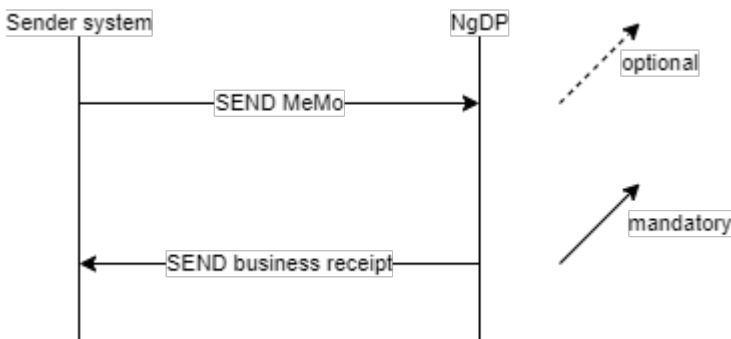 Sender system
NgDP
optional
SEND MeMo
mandatory
SEND business receipt